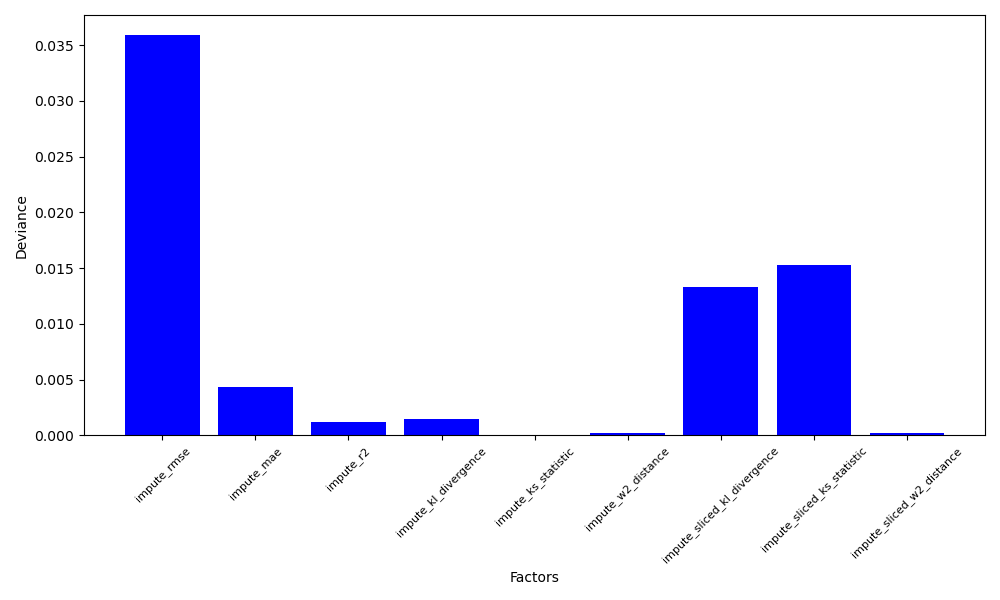 0.035
0.030
0.025
0.020
0.015
0.010
0.005
0.000
Deviance
impute_rmse
impute_mae
impute_r2
impute_kl_divergence
impute_ks_statistic
impute_w2_distance
impute_sliced_kl_divergence
impute_sliced_ks_statistic
impute_sliced_w2_distance
Factors